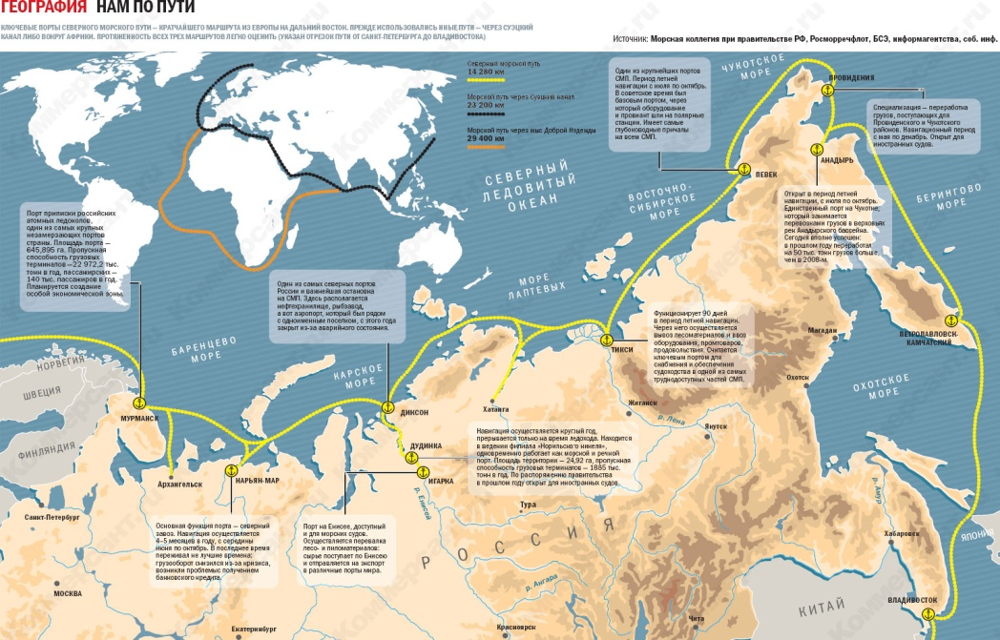 ГЕОГРАФИЯ НАМ ПО ПУТИ
КЛЮЧЕВЫЕ ПОРТЫ СЕВЕРНОГО МОРСКОГО ПУТИ — КРАТЧАЙШЕГО МАРШРУТА ИЗ ЕВРОПЫ НА ДАЛЬНИЙ ВОСТОК. ПРЕЖДЕ ИСПОЛЬЗОВАЛИСЬ ИНЫЕ ПУТИ — ЧЕРЕЗ СУЭЦКИЙ
КАНАЛ ЛИБО ВОКРУГ АФРИКИ. ПРОТЯЖЕННОСТЬ ВСЕХ ТРЕХ МАРШРУТОВ ЛЕГКО ОЦЕНИТЬ (УКАЗАН ОТРЕЗОК ПУТИ ОТ САНКТ-ПЕТЕРБУРГА ДО ВЛАДИВОСТОКА)
Источник: Морская коллегия при правительстве РФ, Росморречфлот, БСЭ, информагентства, соб. инф.
Северный морской путь
14 280 км
Морской путь через Суэцкий канал
23 200 км
Морской путь через мыс Доброй Надежды
29 400 км
Один из крупнейших портов
СМП. Период летней
навигации с июля по октябрь.
В советское время был
базовым портом, через
который оборудование
и провиант шли на полярные
станции. Имеет самые
глубоководные причалы
на всем СМП.
ЧУКОТСКОЕ
МОРЕ
ПРОВИДЕНИЯ
Специализация — переработка
грузов, поступающих для
Провиденского и Чукотского
районов. Навигационный период
с мая по декабрь. Открыт для
иностранных судов.
АНАДЫРЬ
ПЕВЕК
СЕВЕРНЫЙ
ЛЕДОВИТЫЙ
ОКЕАН
ВОСТОЧНО-
СИБИРСКОЕ
МОРЕ
БЕРИНГОВО
МОРЕ
Открыт в период летней
навигации, с июля по октябрь.
Единственный порт на Чукотке,
который занимается
перевозками грузов в верховьях
рек Анадырского бассейна.
Сегодня вполне успешен:
в прошлом году переработал
на 50 тыс. тонн грузов больше,
чем в 2008-м.
Порт приписки российских
атомных ледоколов,
один из самых крупных
незамерзающих портов
страны. Площадь порта —
645,895 га. Пропускная
способность грузовых
терминалов —22 972,2 тыс.
тонн в год, пассажирских —
140 тыс. пассажиров в год.
Планируется создание
особой экономической зоны.
Один из самых северных портов
России и важнейшая остановка
на СМП. Здесь располагается
нефтехранилище, рыбзавод,
а вот аэропорт, который был рядом
с одноименным поселком, с этого года
закрыт из-за аварийного состояния.
МОРЕ
ЛАПТЕВЫХ
Функционирует 90 дней
в период летней навигации.
Через него осуществляется
вывоз лесоматериалов и ввоз
оборудования, промтоваров,
продовольствия. Считается
ключевым портом для
снабжения и обеспечения
судоходства в одной из самых
труднодоступных частей СМП.
ТИКСИ
Магадан
ПЕТРОПАВЛОВСК-
КАМЧАТСКИЙ
БАРЕНЦЕВО
МОРЕ
КАРСКОЕ
МОРЕ
НОРВЕГИЯ
ШВЕЦИЯ
ФИНЛЯНДИЯ
Охотск
ОХОТСКОЕ
МОРЕ
МУРМАНСК
ДИКСОН
Хатанга
Жиганск
р. Лена
Якутск
Навигация осуществляется круглый год,
прерывается только на время ледохода. Находится
в ведении филиала «Норильского никеля»,
одновременно работает как морской и речной
порт. Площадь территории — 24,92 га, пропускная
способность грузовых терминалов — 1885 тыс.
тонн в год. По распоряжению правительства
в прошлом году открыт для иностранных судов.
ДУДИНКА
ИГАРКА
НАРЬЯН-МАР
Архангельск
р. Енисей
Тура
р. Амур
Санкт-Петербург
Основная функция порта — северный
завоз. Навигация осуществляется
4–5 месяцев в году, с середины
июня по октябрь. В последнее время
переживал не лучшие времена:
грузооборот снизился из-за кризиса,
возникли проблемы с получением
банковского кредита.
Порт на Енисее, доступный
и для морских судов.
Осуществляется перевалка
лесо- и пиломатериалов:
сырье поступает по Енисею
и отправляется на экспорт
в различные порты мира.
РОССИЯ
Хабаровск
ЯПОНИЯ
р. Ангара
МОСКВА
КИТАЙ
ВЛАДИВОСТОК
Екатеринбург
Красноярск
Чита